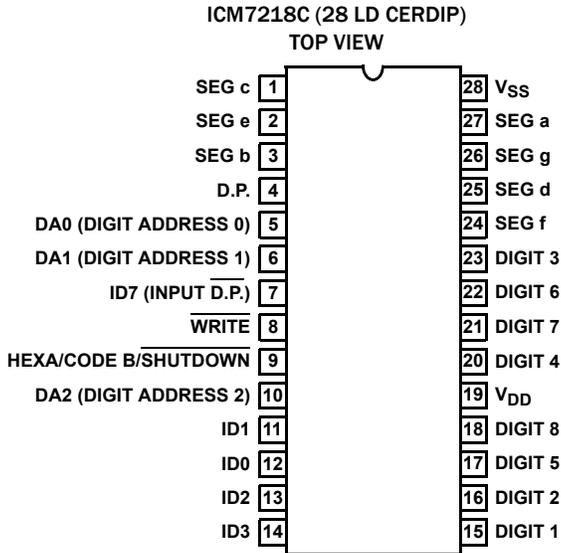 ICM7218C (28 LD CERDIP)
TOP VIEW
SEG c 1
SEG e 2
SEG b 3
D.P. 4
DA0 (DIGIT ADDRESS 0) 5
DA1 (DIGIT ADDRESS 1) 6
ID7 (INPUT D.P.) 7
WRITE 8
HEXA/CODE B/SHUTDOWN 9
DA2 (DIGIT ADDRESS 2) 10
ID1 11
ID0 12
ID2 13
ID3 14
28 VSS
27 SEG a
26 SEG g
25 SEG d
24 SEG f
23 DIGIT 3
22 DIGIT 6
21 DIGIT 7
20 DIGIT 4
19 VDD
18 DIGIT 8
17 DIGIT 5
16 DIGIT 2
15 DIGIT 1